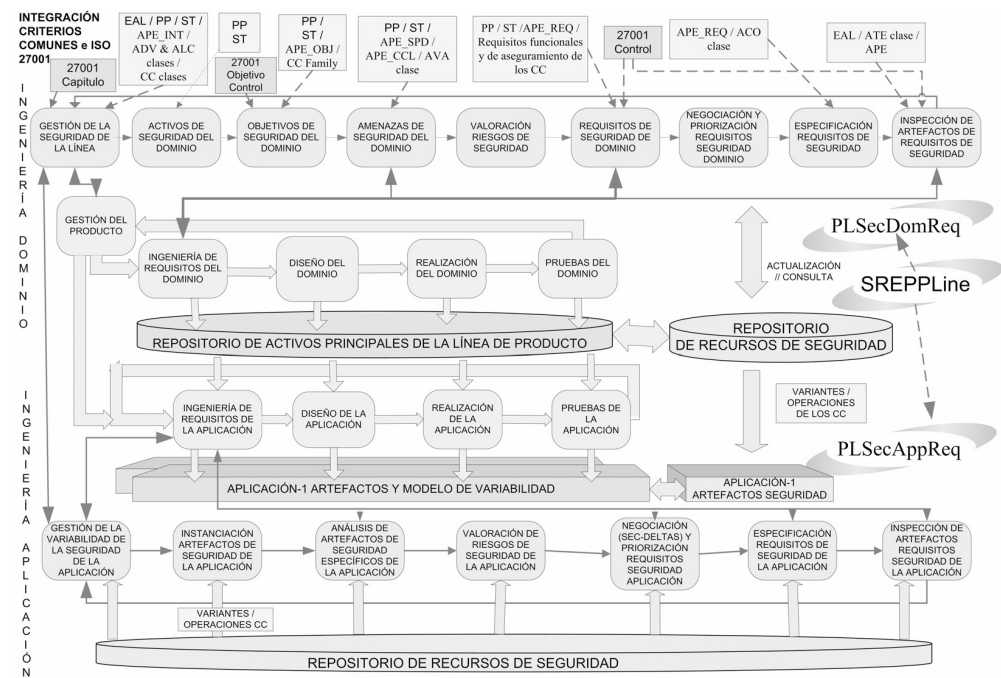 INTEGRACIÓN
CRITERIOS
COMUNES e ISO
27001
27001
Capitulo
EAL / PP / ST /
APE_INT /
ADV & ALC
clases /
CC clases
PP
ST
27001
Objetivo
Control
PP /
ST /
APE_OBJ /
CC Family
PP / ST /
APE_SPD /
APE_CCL / AVA
clase
PP / ST /APE_REQ /
Requisitos funcionales
y de aseguramiento de
los CC
27001
Control
APE_REQ / ACO
clase
EAL / ATE clase /
APE
INGENIERÍA DOMINIO
GESTIÓN DE LA
SEGURIDAD DE
LA LÍNEA
ACTIVOS DE
SEGURIDAD DEL
DOMINIO
OBJETIVOS DE
SEGURIDAD DEL
DOMINIO
AMENAZAS DE
SEGURIDAD DEL
DOMINIO
VALORACIÓN
RIESGOS DE
SEGURIDAD
REQUISITOS DE
SEGURIDAD DE
DOMINIO
NEGOCIACIÓN Y
PRIORIZACIÓN
REQUISITOS
SEGURIDAD
DOMINIO
ESPECIFICACIÓN
REQUISITOS DE
SEGURIDAD
INSPECCIÓN DE
ARTEFACTOS DE
REQUISITOS DE
SEGURIDAD
GESTIÓN DEL
PRODUCTO
INGENIERÍA DE
REQUISITOS DEL
DOMINIO
DISEÑO DEL
DOMINIO
REALIZACIÓN
DEL DOMINIO
PRUEBAS DEL
DOMINIO
ACTUALIZACIÓN
// CONSULTA
PLSecDomReq
SREPPLine
REPOSITORIO DE ACTIVOS PRINCIPALES DE LA LÍNEA DE PRODUCTO
REPOSITORIO
DE RECURSOS DE SEGURIDAD
INGENIERÍA APLICACIÓN
INGENIERÍA DE
REQUISITOS DE
LA APLICACIÓN
DISEÑO DE LA
APLICACIÓN
REALIZACIÓN
DE LA
APLICACIÓN
PRUEBAS DE
LA
APLICACIÓN
VARIANTES /
OPERACIONES
DE LOS CC
PLSecAppReq
APLICACIÓN-1 ARTEFACTOS Y MODELO DE VARIABILIDAD
APLICACIÓN-1
ARTEFACTOS SEGURIDAD
GESTIÓN DE LA
VARIABILIDAD DE
LA SEGURIDAD
DE LA
APLICACIÓN
INSTANCIACIÓN
ARTEFACTOS DE
SEGURIDAD DE
LA APLICACIÓN
ANÁLISIS DE
ARTEFACTOS DE
SEGURIDAD
ESPECÍFICOS DE
LA APLICACIÓN
VALORACIÓN DE
RIESGOS DE
SEGURIDAD DE LA
APLICACIÓN
NEGOCIACIÓN
(SEC-DELTAS) Y
PRIORIZACIÓN
REQUISITOS
SEGURIDAD
APLICACIÓN
ESPECIFICACIÓN
REQUISITOS DE
SEGURIDAD DE
LA APLICACIÓN
INSPECCIÓN DE
ARTEFACTOS
REQUISITOS
SEGURIDAD DE
LA APLICACIÓN
VARIANTES /
OPERACIONES CC
REPOSITORIO DE RECURSOS DE SEGURIDAD